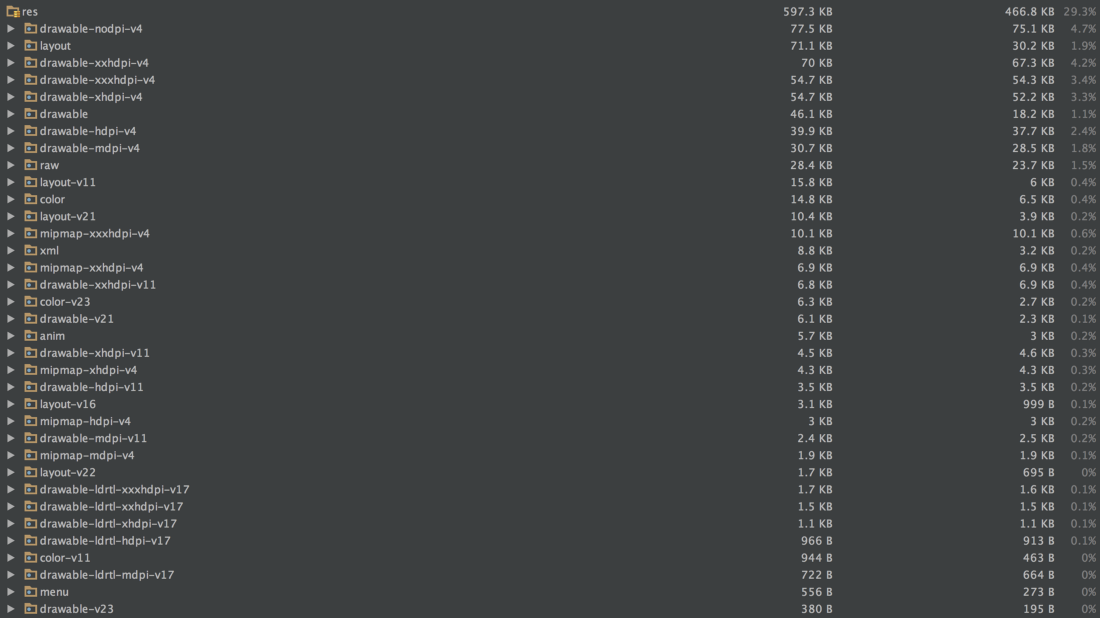 res 597.3 KB 466.8 KB 29.3%
drawable-nodpi-v4 77.5 KB 75.1 KB 4.7%
layout 71.1 KB 30.2 KB 1.9%
drawable-xxhdpi-v4 70 KB 67.3 KB 4.2%
drawable-xxxhdpi-v4 54.7 KB 54.3 KB 3.4%
drawable-xhdpi-v4 54.7 KB 52.2 KB 3.3%
drawable 46.1 KB 18.2 KB 1.1%
drawable-hdpi-v4 39.9 KB 37.7 KB 2.4%
drawable-mdpi-v4 30.7 KB 28.5 KB 1.8%
raw 28.4 KB 23.7 KB 1.5%
layout-v11 15.8 KB 6 KB 0.4%
color 14.8 KB 6.5 KB 0.4%
layout-v21 10.4 KB 3.9 KB 0.2%
mipmap-xxxhdpi-v4 10.1 KB 10.1 KB 0.6%
xml 8.8 KB 3.2 KB 0.2%
mipmap-xxhdpi-v4 6.9 KB 6.9 KB 0.4%
drawable-xxhdpi-v11 6.8 KB 6.9 KB 0.4%
color-v23 6.3 KB 2.7 KB 0.2%
drawable-v21 6.1 KB 2.3 KB 0.1%
anim 5.7 KB 3 KB 0.2%
drawable-xhdpi-v11 4.5 KB 4.6 KB 0.3%
mipmap-xhdpi-v4 4.3 KB 4.3 KB 0.3%
drawable-hdpi-v11 3.5 KB 3.5 KB 0.2%
layout-v16 3.1 KB 999 B 0.1%
mipmap-hdpi-v4 3 KB 3 KB 0.2%
drawable-mdpi-v11 2.4 KB 2.5 KB 0.2%
mipmap-mdpi-v4 1.9 KB 1.9 KB 0.1%
layout-v22 1.7 KB 695 B 0%
drawable-ldrtl-xxxhdpi-v17 1.7 KB 1.6 KB 0.1%
drawable-ldrtl-xxhdpi-v17 1.5 KB 1.5 KB 0.1%
drawable-ldrtl-xhdpi-v17 1.1 KB 1.1 KB 0.1%
drawable-ldrtl-hdpi-v17 966 B 913 B 0.1%
color-v11 944 B 463 B 0%
drawable-ldrtl-mdpi-v17 722 B 664 B 0%
menu 556 B 273 B 0%
drawable-v23 380 B 195 B 0%